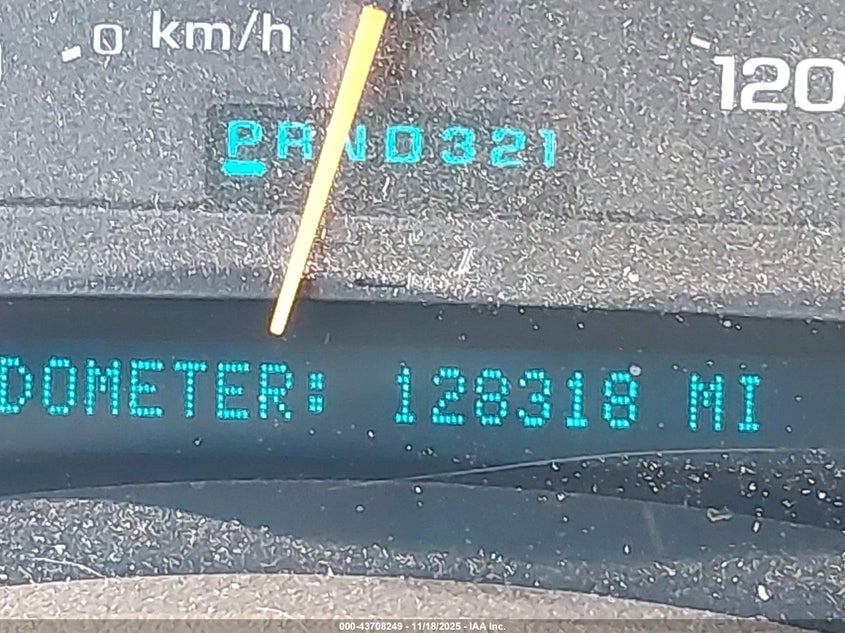 0 km/h
120
PRND321
DOMETER: 128318 MI
000-43708249 - 11/18/2025 - IAA Inc.